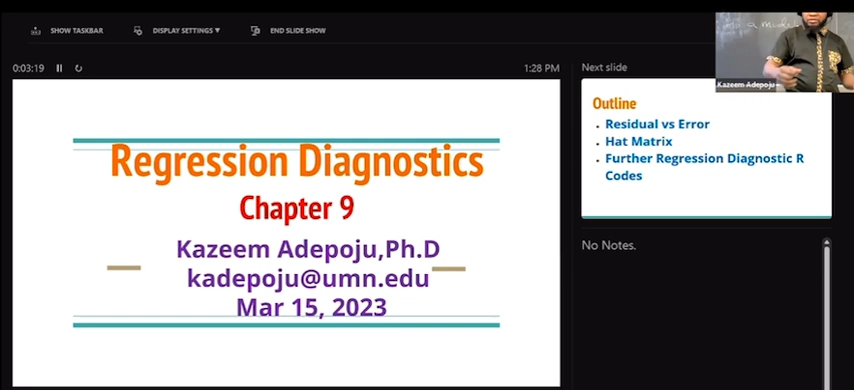 SHOW TASKBAR
DISPLAY SETTINGS ▼
END SLIDE SHOW
0:03:19
1:28 PM
Regression Diagnostics
Chapter 9
Kazeem Adepoju,Ph.D
kadepoju@umn.edu
Mar 15, 2023
Next slide
Kazeem Adepoju
Outline
• Residual vs Error
• Hat Matrix
• Further Regression Diagnostic R
Codes
No Notes.